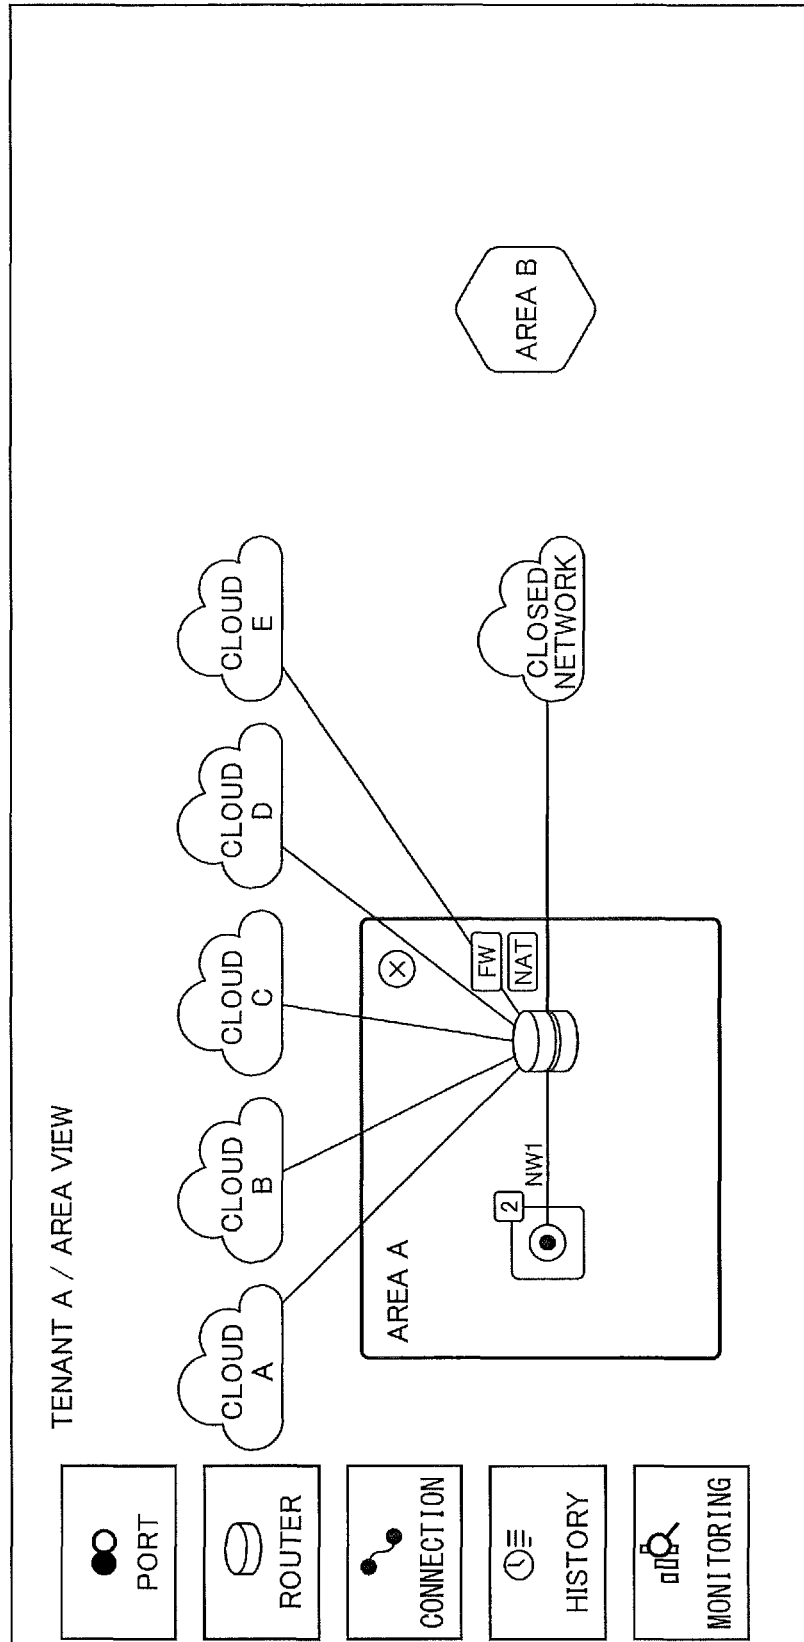 TENANT A / AREA VIEW
PORT
ROUTER
CONNECTION
HISTORY
MONITORING
CLOUD
A
CLOUD
B
CLOUD
C
CLOUD
D
CLOUD
E
AREA A
2
NW1
FW
NAT
CLOSED
NETWORK
AREA B